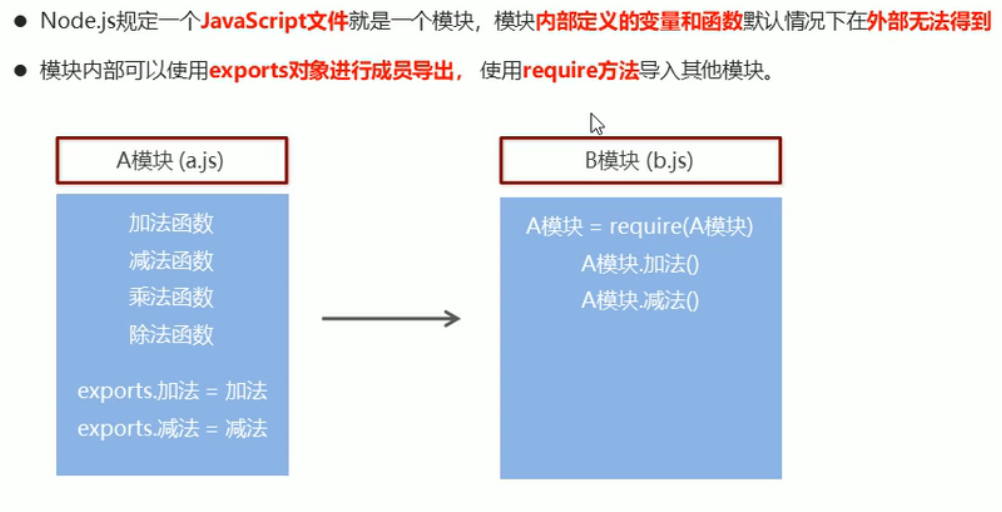 ● Node.js规定一个JavaScript文件就是一个模块，模块内部定义的变量和函数默认情况下在外部无法得到
● 模块内部可以使用exports对象进行成员导出， 使用require方法导入其他模块。
A模块 (a.js)
加法函数
减法函数
乘法函数
除法函数
exports.加法 = 加法
exports.减法 = 减法
B模块 (b.js)
A模块 = require(A模块)
A模块.加法()
A模块.减法()